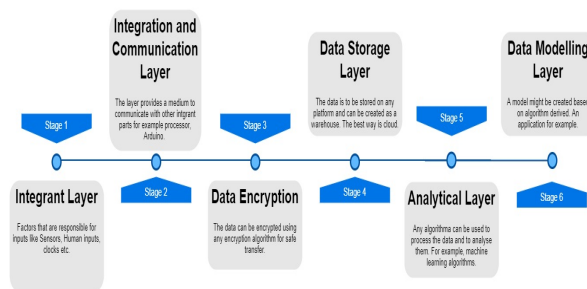 Stage 1
Integrant Layer
Factors that are responsible for
inputs like Sensors, Human inputs,
clocks etc.
Integration and
Communication
Layer
The layer provides a medium to
communicate with other intgrant
parts for example processor,
Arduino.
Stage 2
Stage 3
Data Encryption
The data can be encrypted using
any encryption algorithm for safe
transfer.
Data Storage
Layer
The data is to be stored on any
platform and can be created as a
warehouse. The best way is cloud.
Stage 4
Stage 5
Analytical Layer
Any algorithms can be used to
process the data and to analyse
them. For example, machine
learning algorithms.
Data Modelling
Layer
A model might be created based
on algorithm derived. An
application for example.
Stage 6